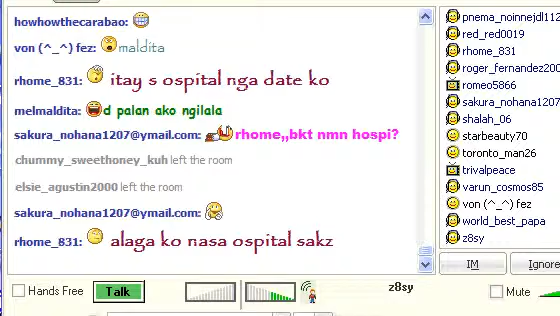 howhowthecarabao:
von (^_^) fez: maldita
rhome_831: itay s ospital nga date ko
melmaldita: d palan ako ngilala
sakura_nohana1207@ymail.com: rhome,,bkt nmn hospi?
chummy_sweethoney_kuh left the room
elsie_agustin2000 left the room
sakura_nohana1207@ymail.com:
rhome_831: alaga ko nasa ospital sakz
pnema_noinnejdl112
red_red0019
rhome_831
roger_fernandez200
romeo5866
sakura_nohana1207
shalah_06
starbeauty70
toronto_man26
trivalpeace
varun_cosmos85
von (^_^) fez
world_best_papa
z8sy
IM
Ignore
Hands Free
Talk
z8sy
Mute